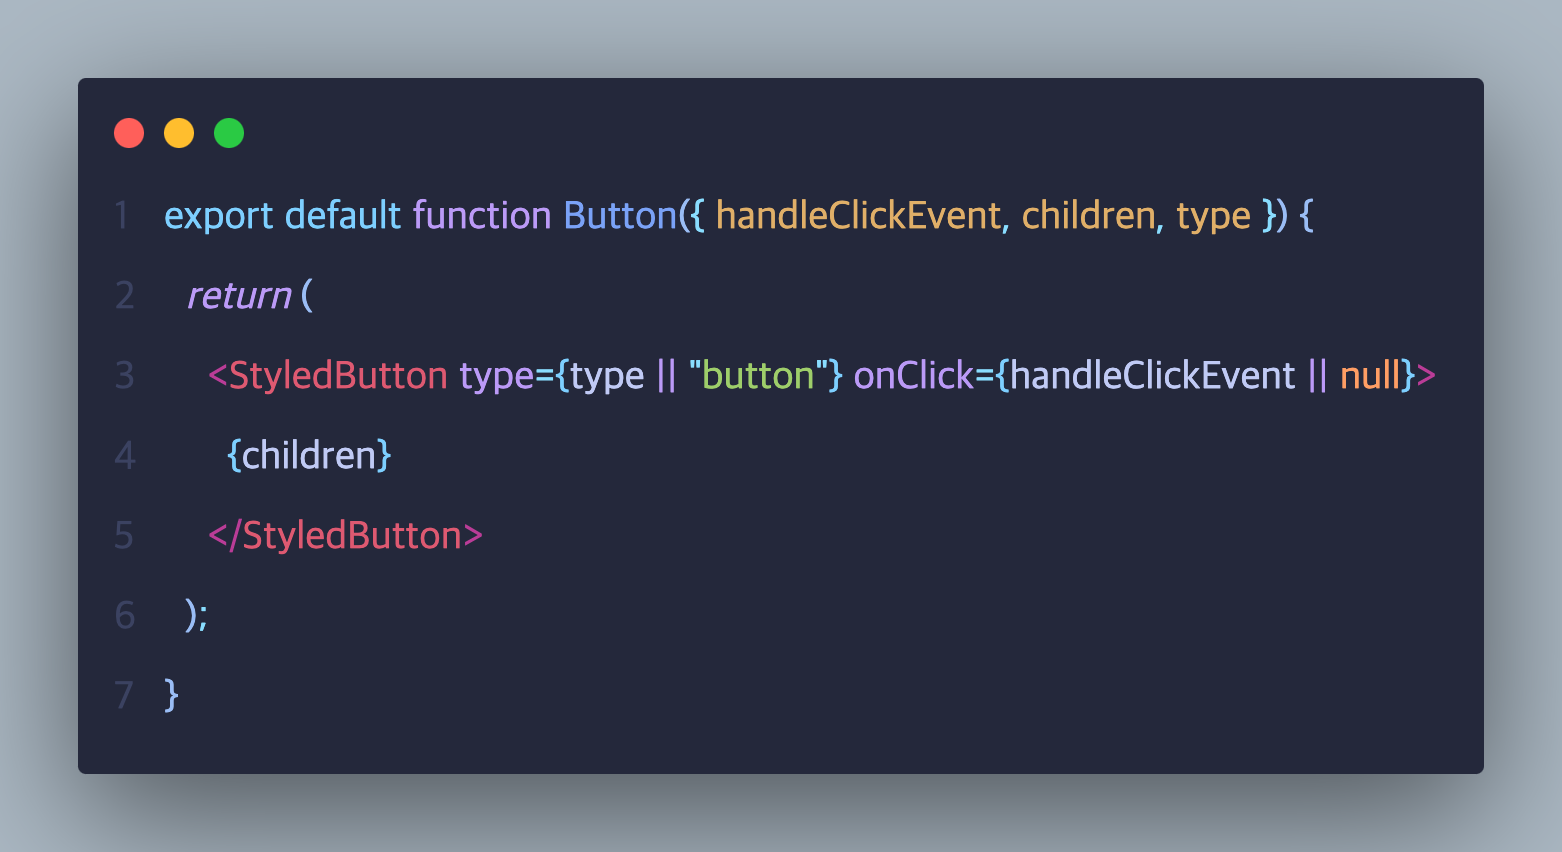 1 export default function Button({ handleClickEvent, children, type }) {
2 return (
3 <StyledButton type={type || "button"} onClick={handleClickEvent || null}>
4 {children}
5 </StyledButton>
6 );
7 }